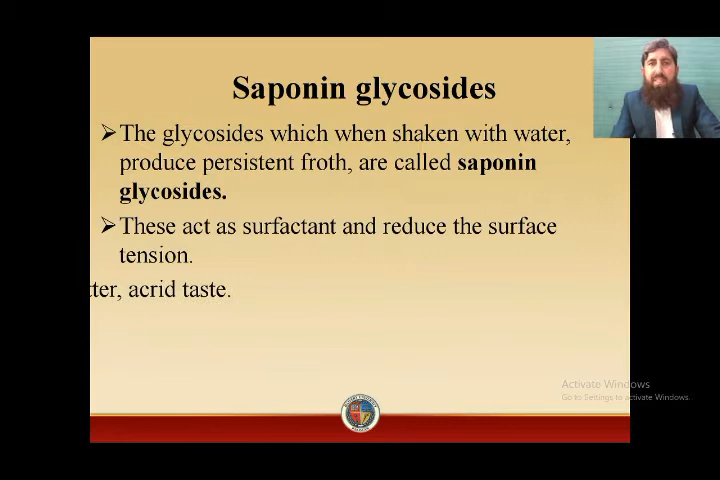 Saponin glycosides
➢The glycosides which when shaken with water,
produce persistent froth, are called saponin
glycosides.
➢These act as surfactant and reduce the surface
tension.
tter, acrid taste.
Activate Windows
Go to Settings to activate Windows.